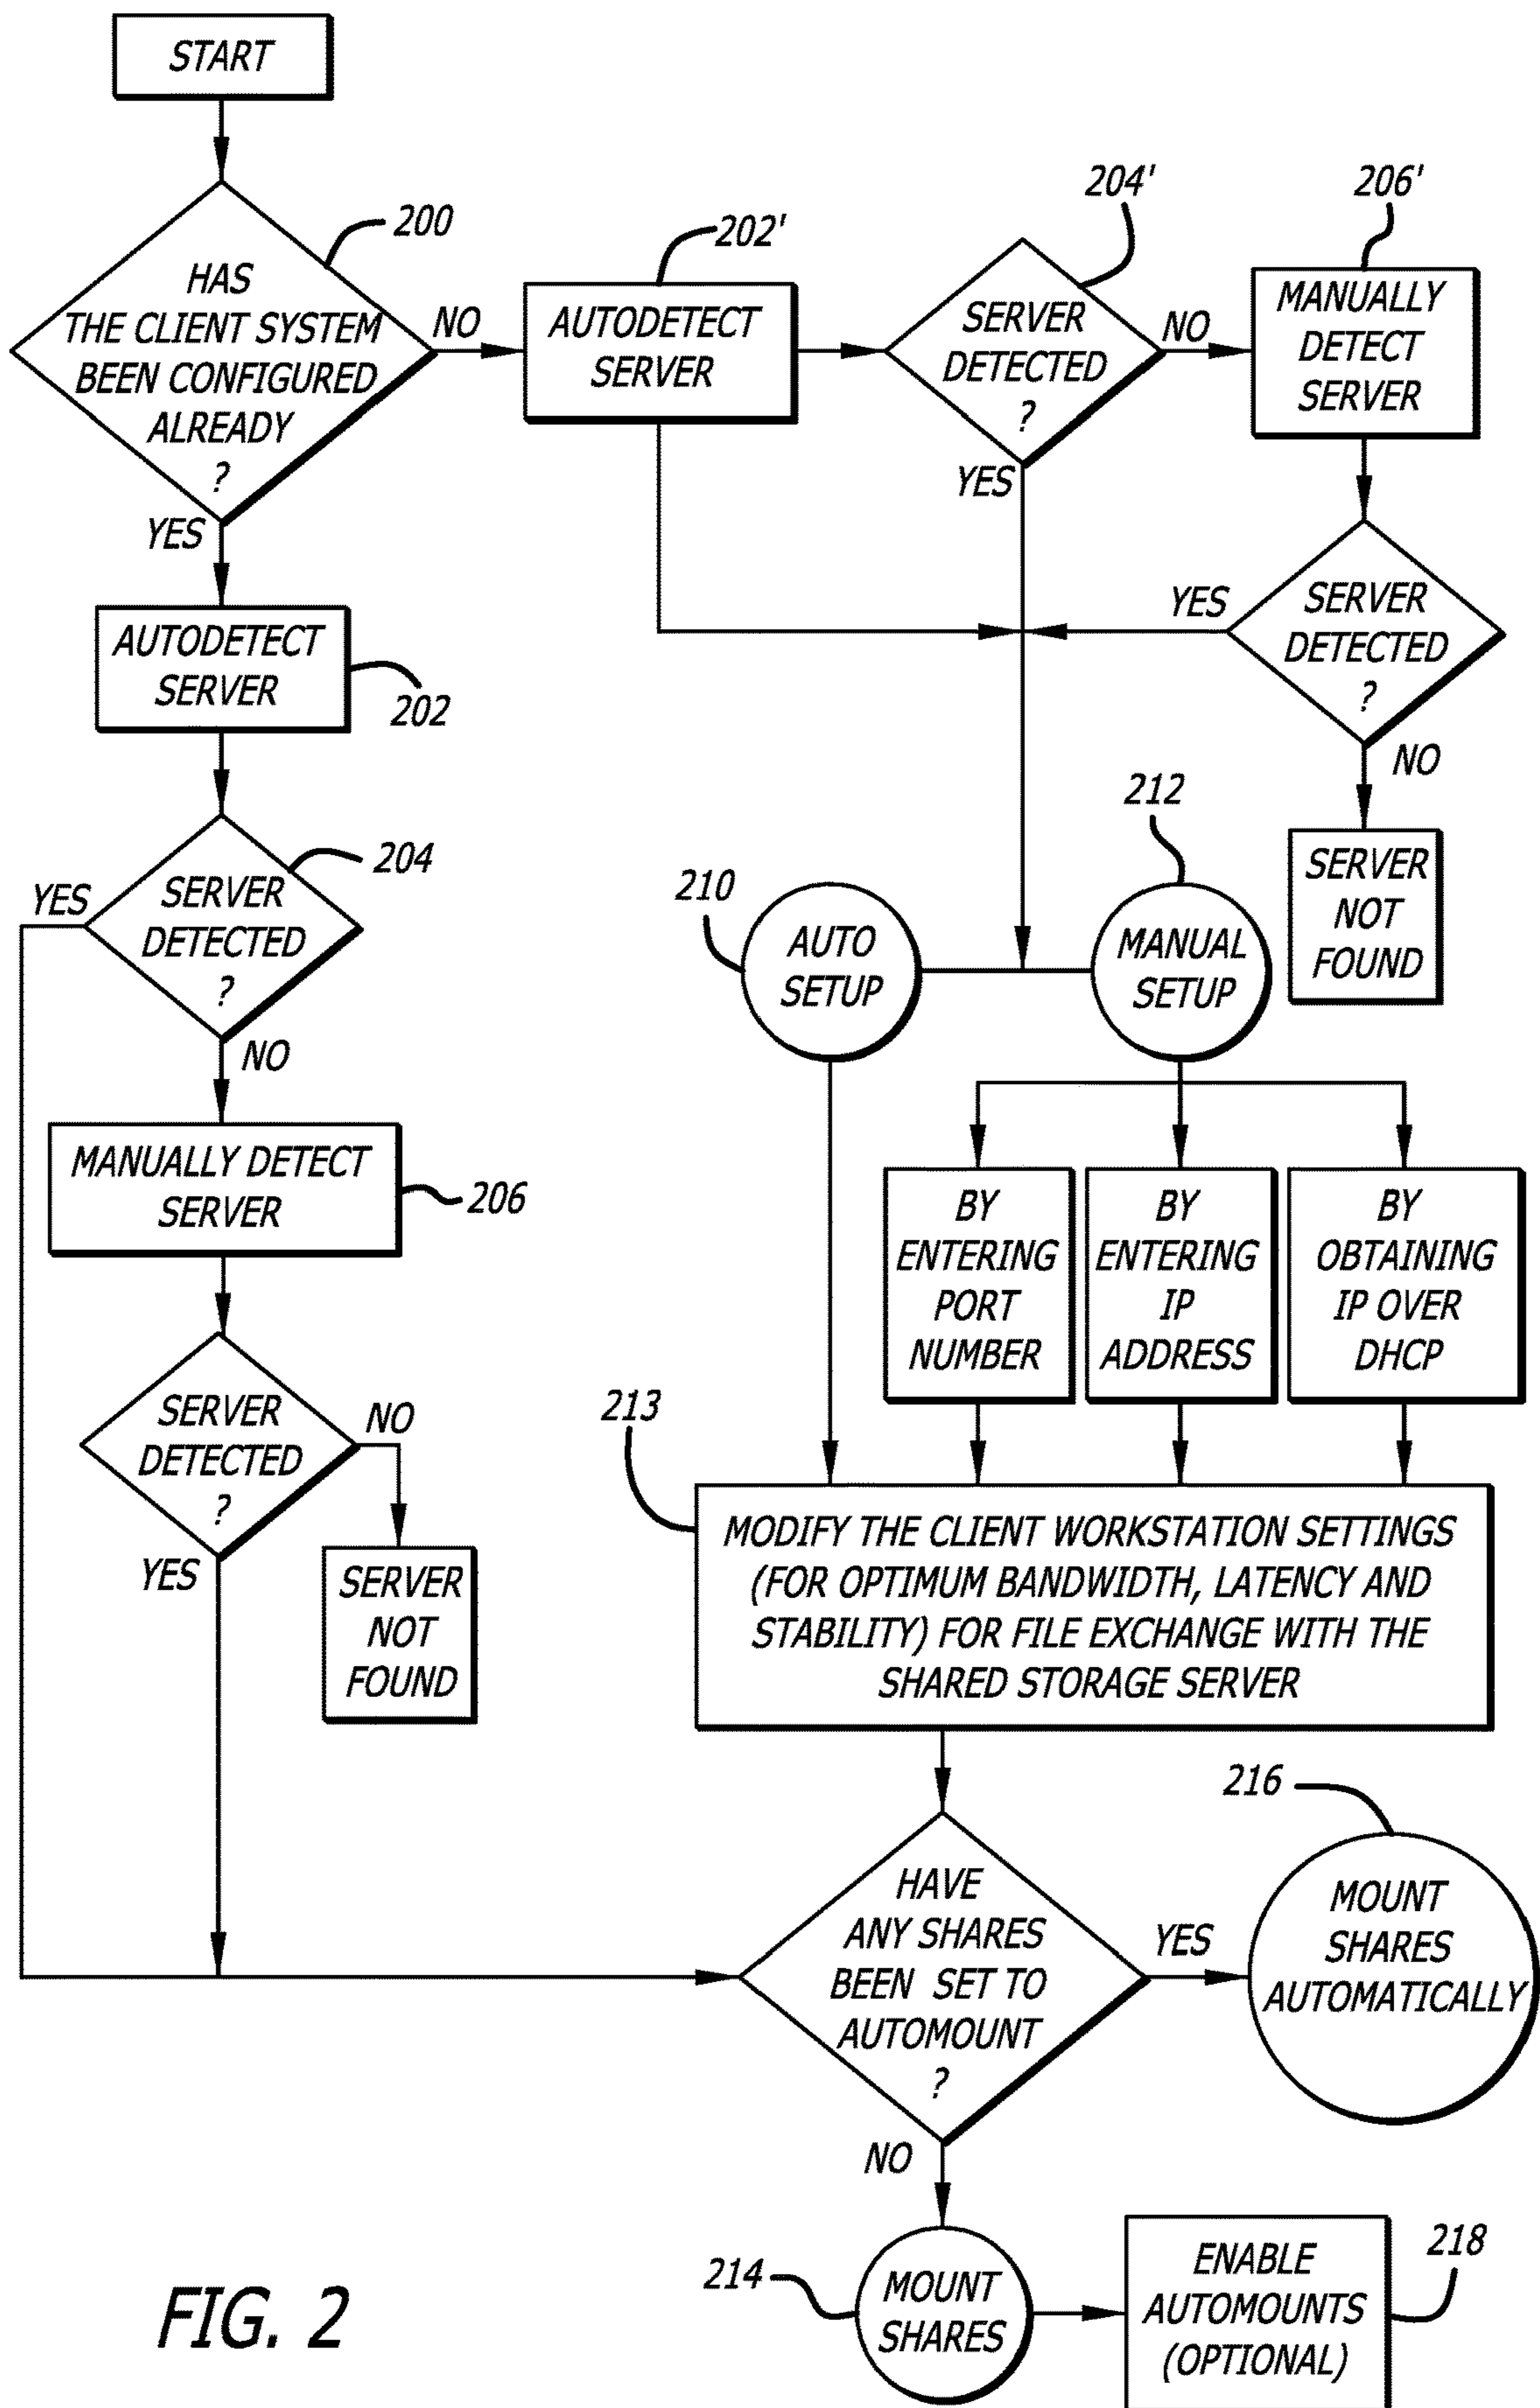 START
200
HAS
THE CLIENT SYSTEM
BEEN CONFIGURED
ALREADY
?
NO
YES
202'
AUTODETECT
SERVER
204'
SERVER
DETECTED
?
NO
YES
206'
MANUALLY
DETECT
SERVER
SERVER
DETECTED
?
YES
NO
SERVER
NOT
FOUND
AUTODETECT
SERVER
202
204
SERVER
DETECTED
?
YES
NO
MANUALLY DETECT
SERVER
206
SERVER
DETECTED
?
NO
YES
SERVER
NOT
FOUND
210
AUTO
SETUP
212
MANUAL
SETUP
BY
ENTERING
PORT
NUMBER
BY
ENTERING
IP
ADDRESS
BY
OBTAINING
IP OVER
DHCP
213
MODIFY THE CLIENT WORKSTATION SETTINGS
(FOR OPTIMUM BANDWIDTH, LATENCY AND
STABILITY) FOR FILE EXCHANGE WITH THE
SHARED STORAGE SERVER
HAVE
ANY SHARES
BEEN SET TO
AUTOMOUNT
?
YES
NO
216
MOUNT
SHARES
AUTOMATICALLY
214
MOUNT
SHARES
218
ENABLE
AUTOMOUNTS
(OPTIONAL)
FIG. 2